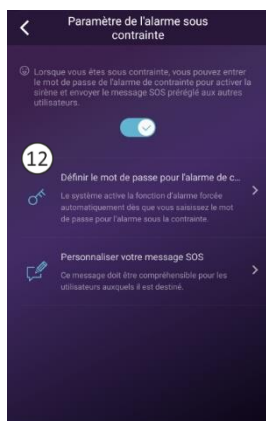 Paramètre de l'alarme sous
contrainte
Lorsque vous êtes sous contrainte, vous pouvez entrer
le mot de passe de l'alarme de contrainte pour activer la
sirène et envoyer le message SOS préréglé aux autres
utilisateurs.
12
Définir le mot de passe pour l'alarme de c...
Le système active la fonction d'alarme forcée
automatiquement dès que vous saisissez le mot
de passe pour l'alarme sous la contrainte.
Personnaliser votre message SOS
Ce message doit être compréhensible pour les
utilisateurs auxquels il est destiné.